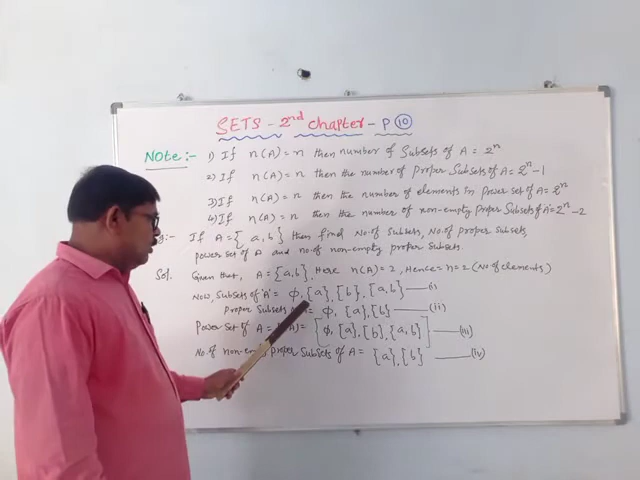 SETS - 2nd chapter - P 10
Note:- 1) If n(A) = n then number of Subsets of A = 2^n
2) If n(A) = n then the number of proper Subsets of A = 2^n - 1
3) If n(A) = n then the number of elements in power set of A = 2^n
4) If n(A) = n then the number of non-empty proper Subsets of A = 2^n - 2
:- If A = { a, b } then find No. of Subsets, No. of proper subsets,
power set of A and no. of non-empty proper subsets.
Sol. Given that, A = {a, b}, Here n(A) = 2, Hence n = 2 (No of elements)
Now, Subsets of 'A' = ϕ, {a}, {b}, {a, b} — (i)
Proper Subsets = ϕ, {a}, {b} — (ii)
Power set of A = = [ϕ, {a}, {b}, {a, b}] — (iii)
No. of non-empty proper Subsets of A = {a}, {b} — (iv)